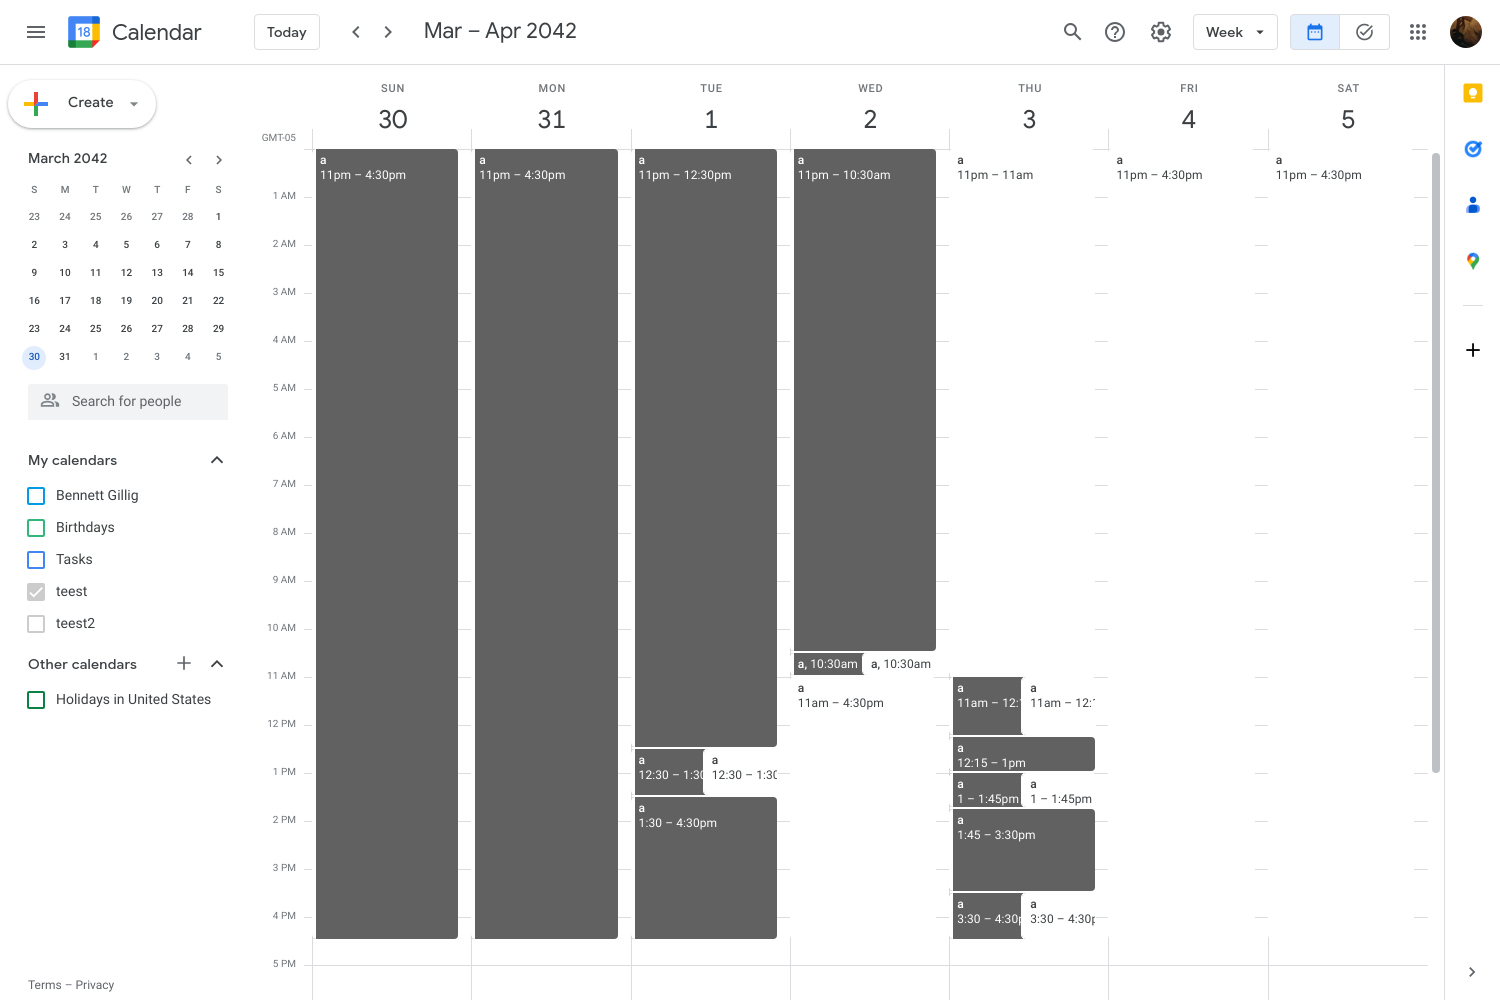 18 Calendar Today Mar – Apr 2042 Week
Create
SUN MON TUE WED THU FRI SAT
30 31 1 2 3 4 5
GMT-05
March 2042
S M T W T F S
23 24 25 26 27 28 1
2 3 4 5 6 7 8
9 10 11 12 13 14 15
16 17 18 19 20 21 22
23 24 25 26 27 28 29
30 31 1 2 3 4 5
Search for people
My calendars
Bennett Gillig
Birthdays
Tasks
teest
teest2
Other calendars
Holidays in United States
Terms – Privacy
1 AM
2 AM
3 AM
4 AM
5 AM
6 AM
7 AM
8 AM
9 AM
10 AM
11 AM
12 PM
1 PM
2 PM
3 PM
4 PM
5 PM
a
11pm – 4:30pm
a
11pm – 4:30pm
a
11pm – 12:30pm
a
12:30 – 1:30
a
12:30 – 1:30
a
1:30 – 4:30pm
a
11pm – 10:30am
a, 10:30am
a, 10:30am
a
11am – 4:30pm
a
11pm – 11am
a
11am – 12:
a
11am – 12:
a
12:15 – 1pm
a
1 – 1:45pm
a
1 – 1:45pm
a
1:45 – 3:30pm
a
3:30 – 4:30p
a
3:30 – 4:30p
a
11pm – 4:30pm
a
11pm – 4:30pm